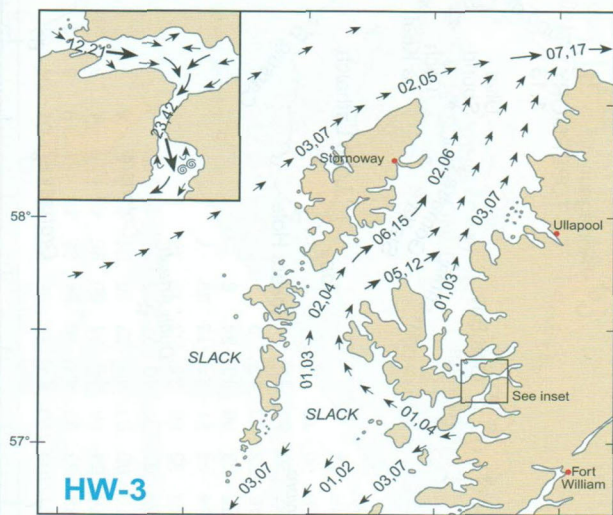 12,21
23,42
07,17
02,05
03,07
Stornoway
02,06
03,07
58°
06,15
Ullapool
02,04
05,12
01,03
SLACK
01,03
See inset
SLACK
01,04
57°
03,07
01,02
03,07
Fort
William
HW-3